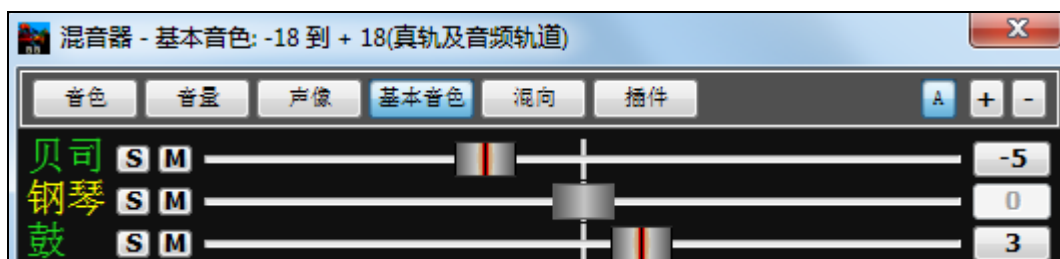 混音器 - 基本音色: -18 到 + 18(真轨及音频轨道) X
音色 音量 声像 基本音色 混向 插件 A + -
贝司 S M -5
钢琴 S M 0
鼓 S M 3